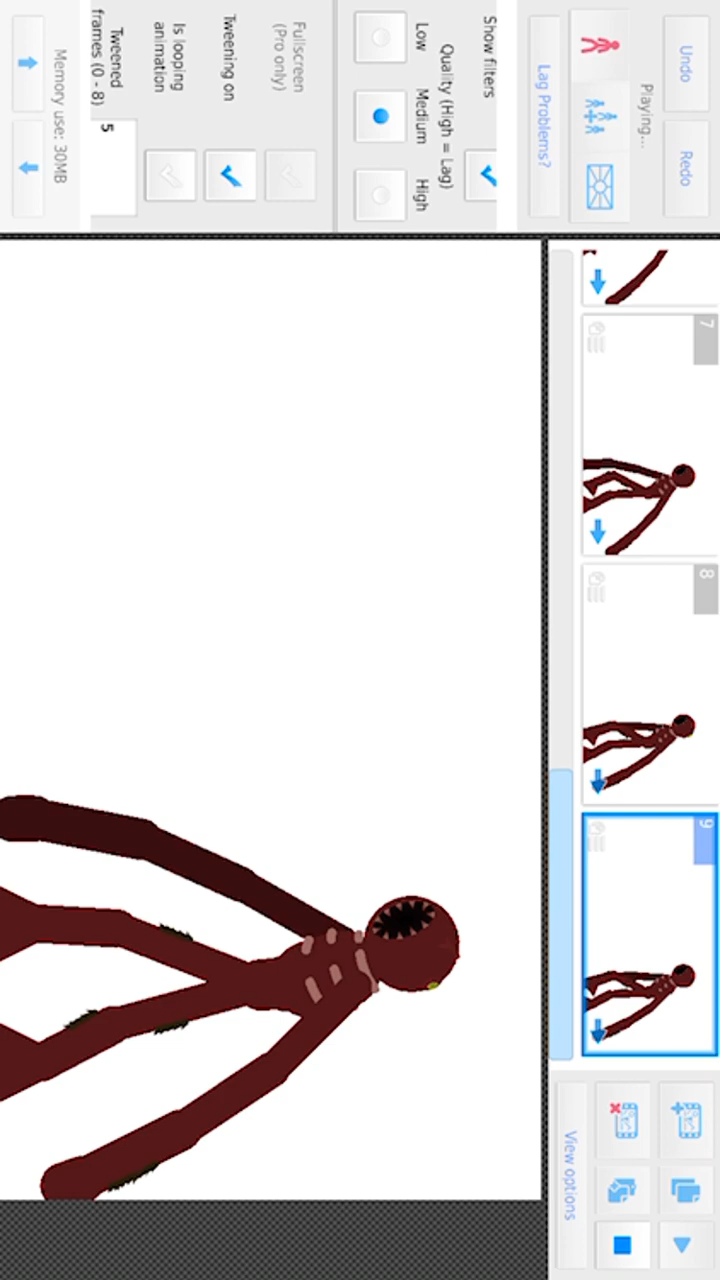 Undo
Redo
Playing...
Lag Problems?
Show filters
Quality (High = Lag)
Low
Medium
High
Fullscreen
(Pro only)
Tweening on
Is looping
animation
Tweened
frames (0 - 8)
5
Memory use: 30MB
7
8
9
View options